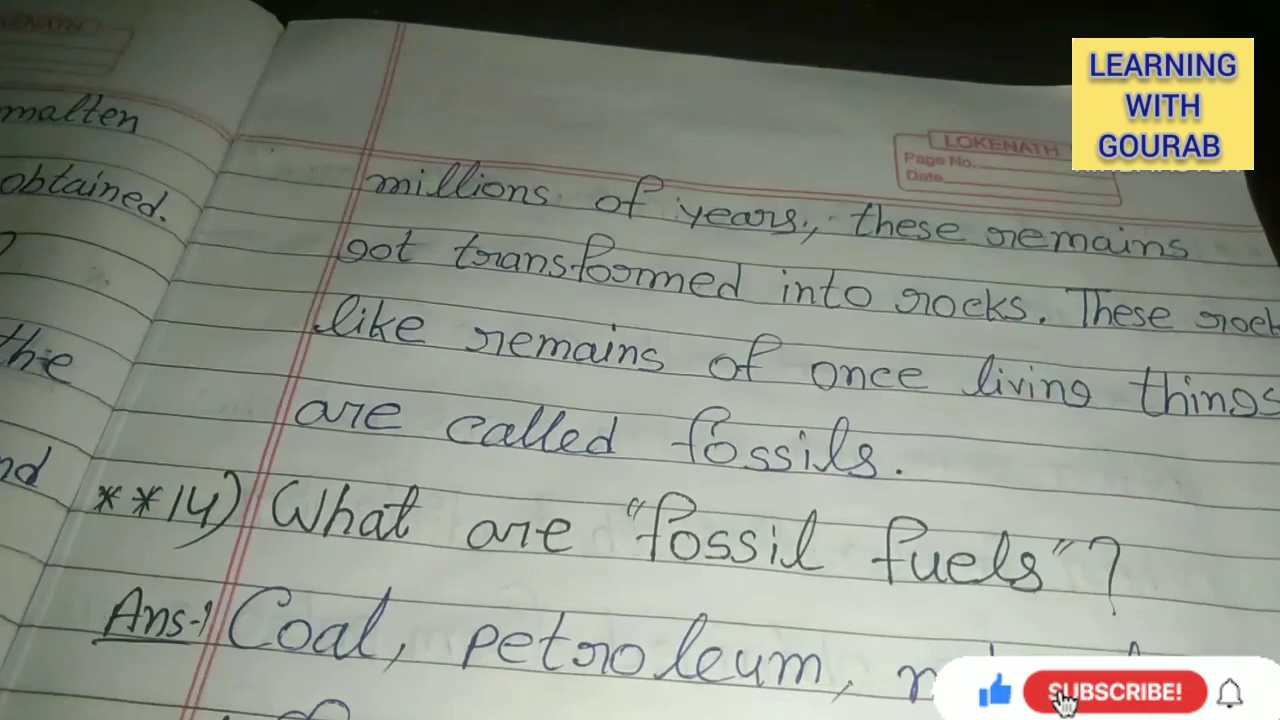 LEARNING
WITH
GOURAB
LOKENATH
Page No.
Date
malten
obtained.
the
nd
millions of years, these remains
got transformed into rocks. These rock
like remains of once living things
are called fossils.
**14) What are "fossil fuels"?
Ans-! Coal, petroleum,
SUBSCRIBE!